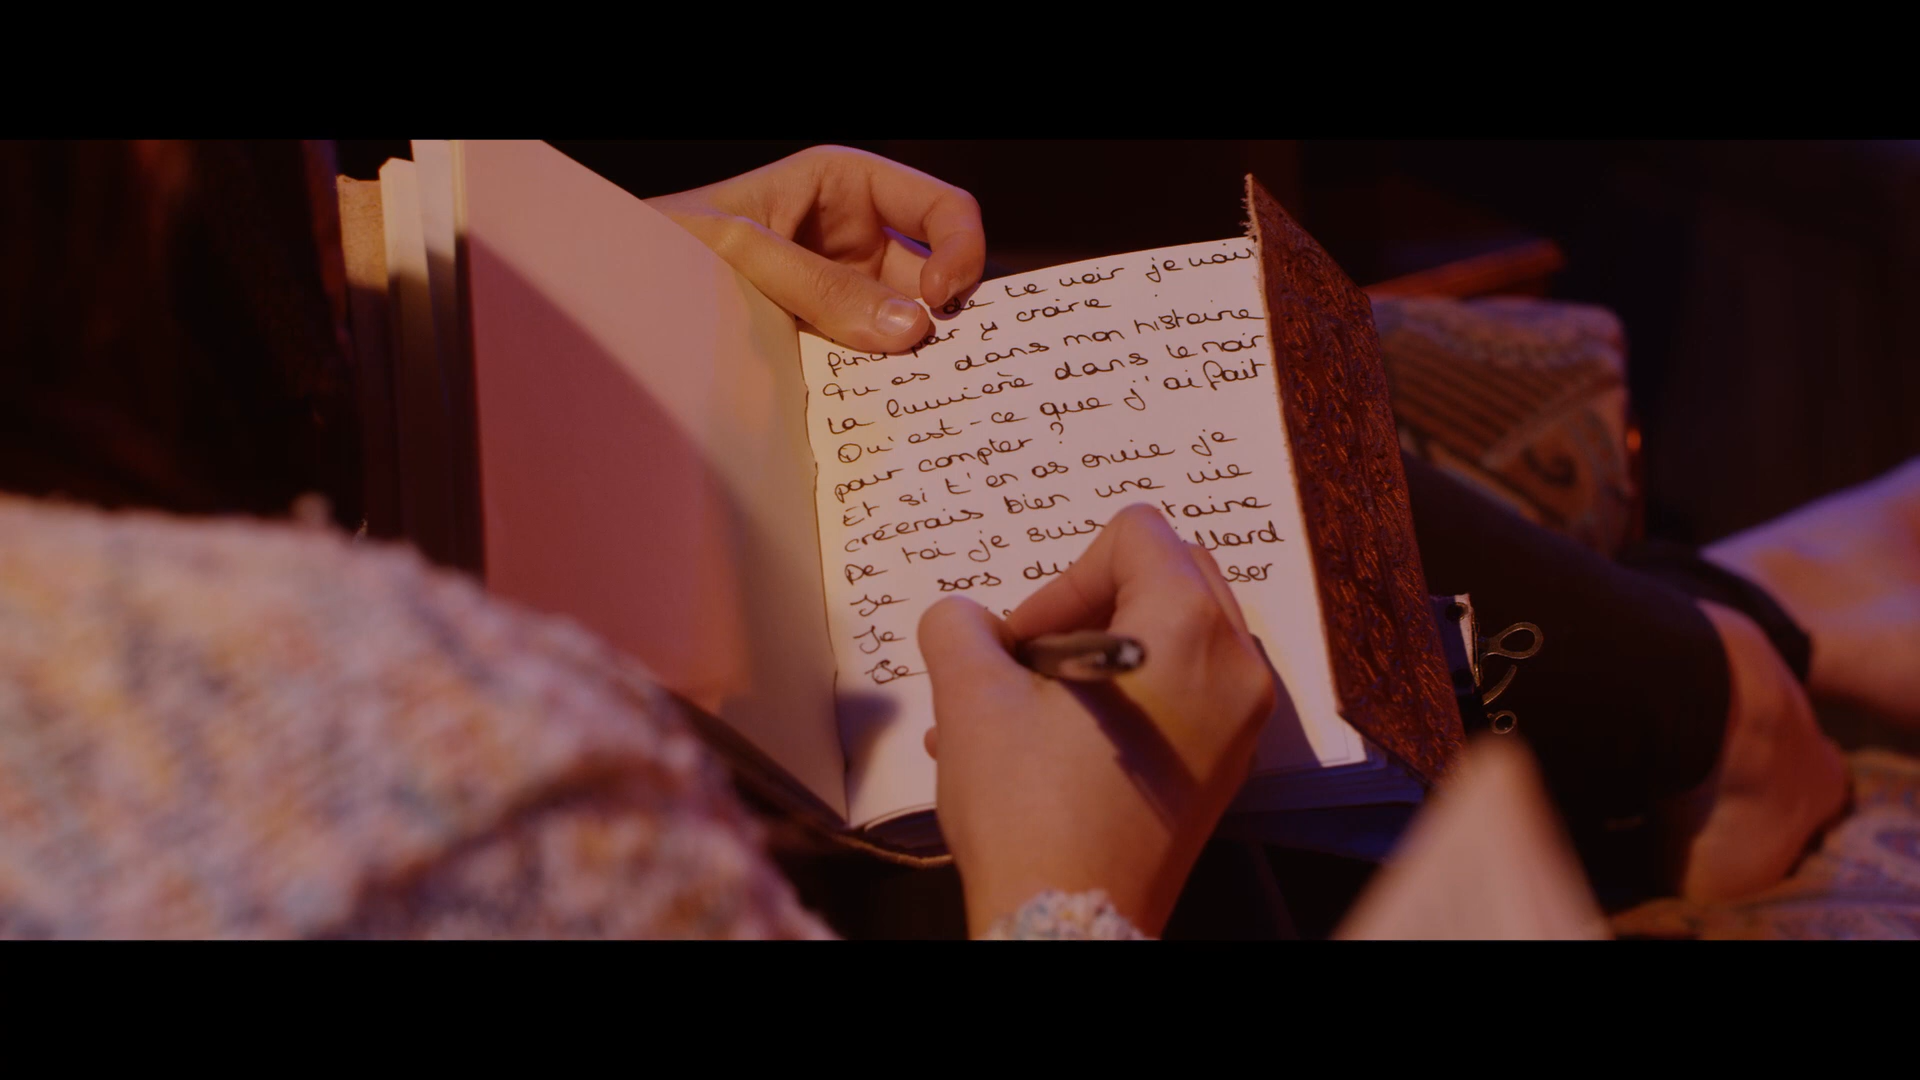 de te voir je vais
finir par y croire
Tu es dans mon histoire
La lumière dans le noir
Qu'est-ce que j'ai fait
pour compter ?
Et si t'en as envie je
créerais bien une vie
De toi je suis
Je sors du
Je
Je